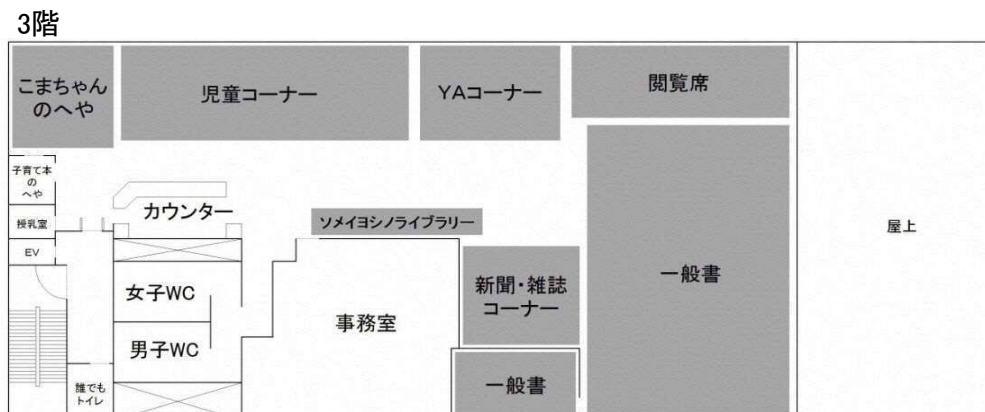 3階
こまちゃん
のへや
児童コーナー
YAコーナー
閲覧席
子育て本
の
へや
授乳室
EV
カウンター
ソメイヨシノライブラリー
屋上
一般書
新聞・雑誌
コーナー
女子WC
事務室
男子WC
誰でも
トイレ
一般書